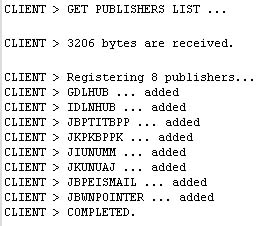 CLIENT > GET PUBLISHERS LIST ...
CLIENT > 3206 bytes are received.
CLIENT > Registering 8 publishers...
CLIENT > GDLHUB ... added
CLIENT > IDLNHUB ... added
CLIENT > JBPTITBPP ... added
CLIENT > JKPKBPPK ... added
CLIENT > JIUNUMM ... added
CLIENT > JKUNUAJ ... added
CLIENT > JBPEISMAIL ... added
CLIENT > JBWNPOINTER ... added
CLIENT > COMPLETED.